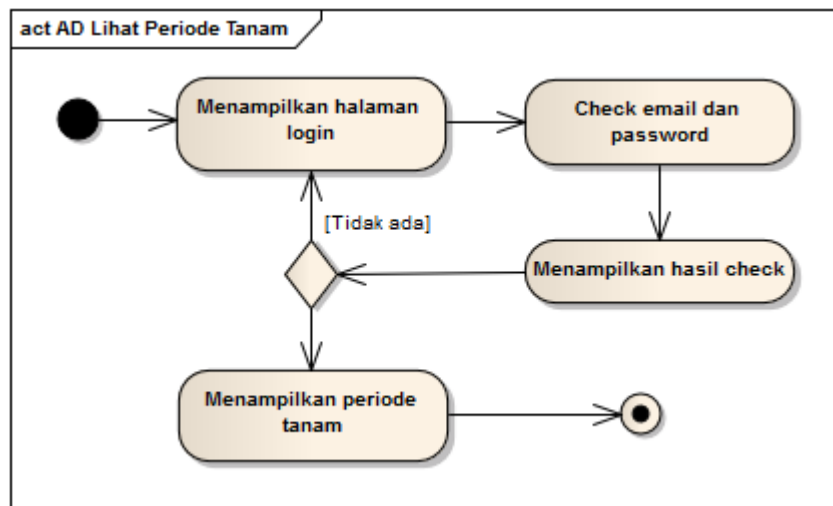 act AD Lihat Periode Tanam
Menampilkan halaman
login
Check email dan
password
[Tidak ada]
Menampilkan hasil check
Menampilkan periode
tanam